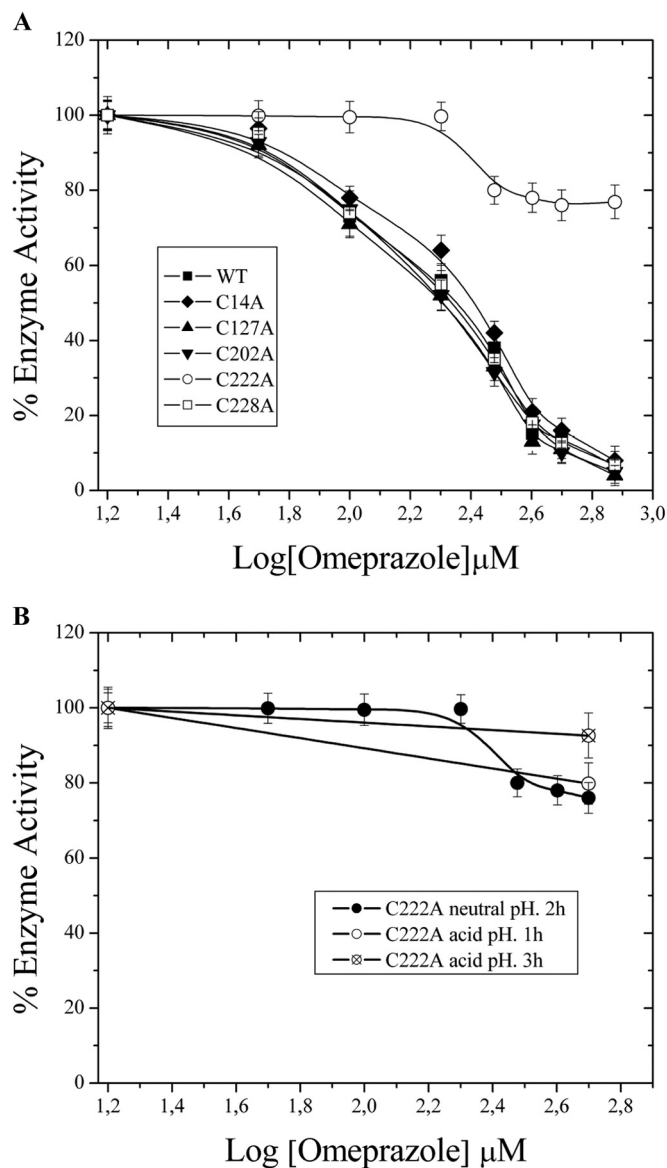 A
120
100
80
60
40
20
0
% Enzyme Activity
WT
C14A
C127A
C202A
C222A
C228A
1,2 1,4 1,6 1,8 2,0 2,2 2,4 2,6 2,8 3,0
Log[Omeprazole]μM
B
120
100
80
60
40
20
0
% Enzyme Activity
C222A neutral pH. 2h
C222A acid pH. 1h
C222A acid pH. 3h
1,2 1,4 1,6 1,8 2,0 2,2 2,4 2,6 2,8
Log [Omeprazole] μM